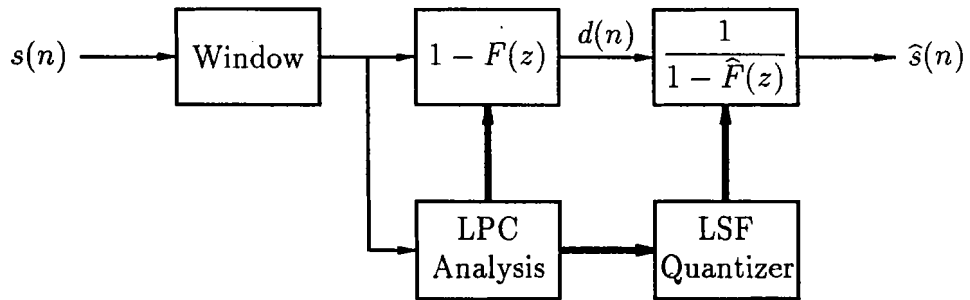 s(n)
Window
1 − F(z)
d(n)
1
1 − F̂(z)
ŝ(n)
LPC
Analysis
LSF
Quantizer